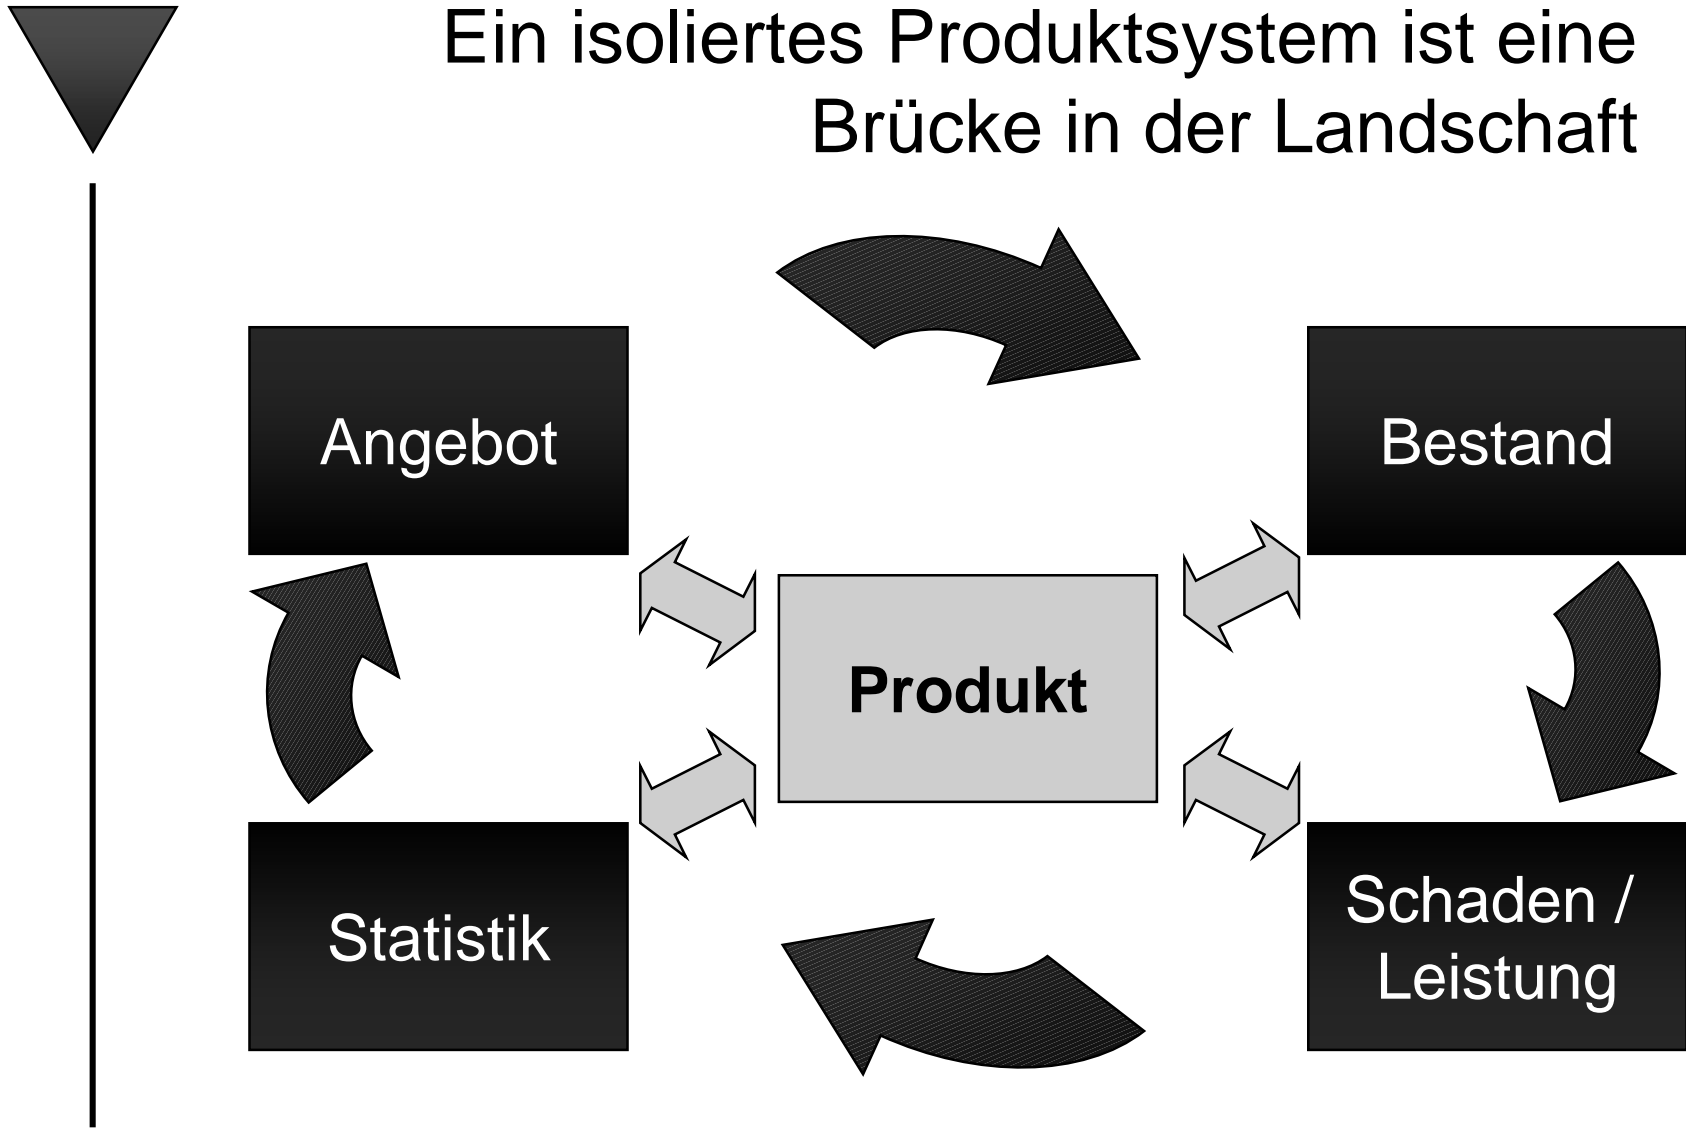 Ein isoliertes Produktsystem ist eine
Brücke in der Landschaft
Angebot
Bestand
Produkt
Statistik
Schaden /
Leistung